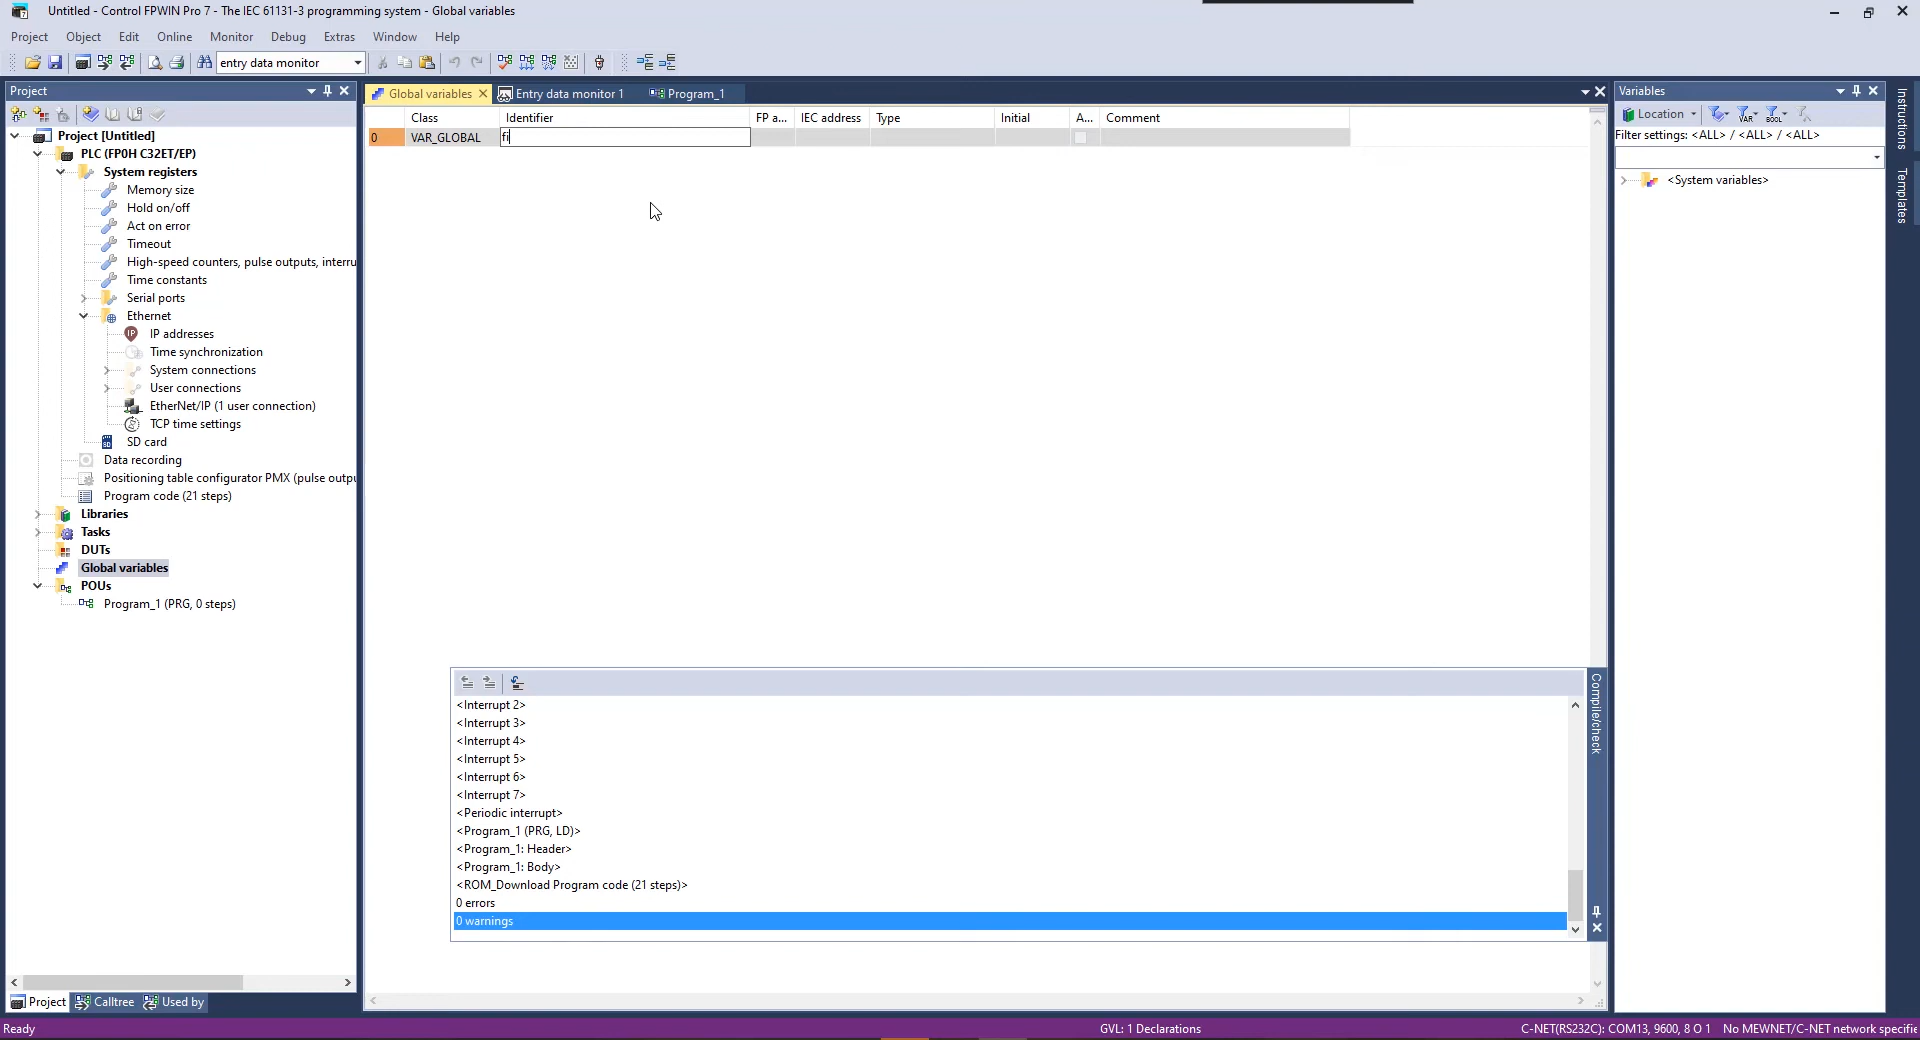 Untitled - Control FPWIN Pro 7 - The IEC 61131-3 programming system - Global variables
Project Object Edit Online Monitor Debug Extras Window Help
entry data monitor
Project
Project [Untitled]
PLC (FP0H C32ET/EP)
System registers
Memory size
Hold on/off
Act on error
Timeout
High-speed counters, pulse outputs, interru
Time constants
Serial ports
Ethernet
IP addresses
Time synchronization
System connections
User connections
EtherNet/IP (1 user connection)
TCP time settings
SD card
Data recording
Positioning table configurator PMX (pulse outpu
Program code (21 steps)
Libraries
Tasks
DUTs
Global variables
POUs
Program_1 (PRG, 0 steps)
Project Calltree Used by
Global variables Entry data monitor 1 Program_1
Class Identifier FP a... IEC address Type Initial A... Comment
0 VAR_GLOBAL fi
<Interrupt 2>
<Interrupt 3>
<Interrupt 4>
<Interrupt 5>
<Interrupt 6>
<Interrupt 7>
<Periodic interrupt>
<Program_1 (PRG, LD)>
<Program_1: Header>
<Program_1: Body>
<ROM_Download Program code (21 steps)>
0 errors
0 warnings
Compile/check
Variables
Location VAR BOOL
Filter settings: <ALL> / <ALL> / <ALL>
<System variables>
Instructions
Templates
Ready GVL: 1 Declarations C-NET(RS232C): COM13, 9600, 8 O 1 No MEWNET/C-NET network specifie